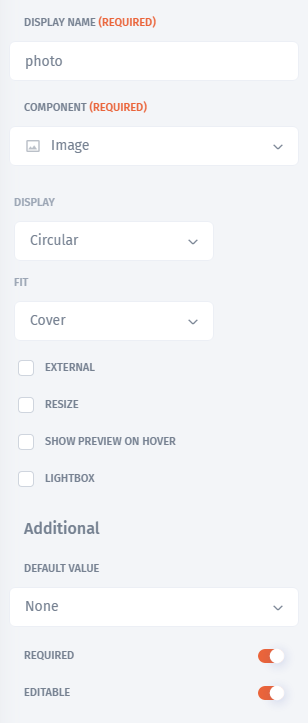 DISPLAY NAME (REQUIRED)
photo
COMPONENT (REQUIRED)
Image
DISPLAY
Circular
FIT
Cover
EXTERNAL
RESIZE
SHOW PREVIEW ON HOVER
LIGHTBOX
Additional
DEFAULT VALUE
None
REQUIRED
EDITABLE